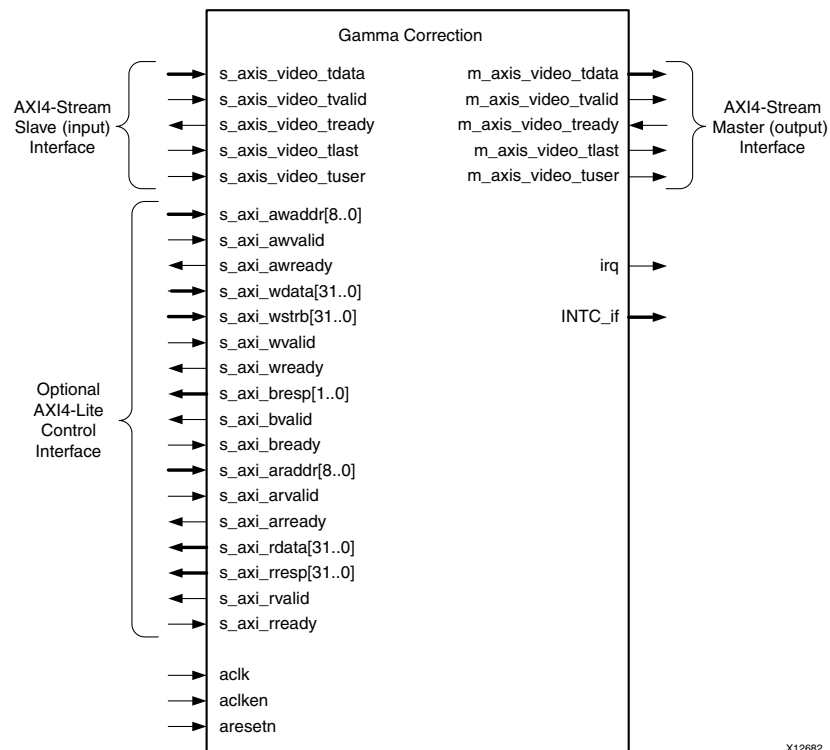 Gamma Correction
AXI4-Stream
Slave (input)
Interface
s_axis_video_tdata
s_axis_video_tvalid
s_axis_video_tready
s_axis_video_tlast
s_axis_video_tuser
m_axis_video_tdata
m_axis_video_tvalid
m_axis_video_tready
m_axis_video_tlast
m_axis_video_tuser
AXI4-Stream
Master (output)
Interface
Optional
AXI4-Lite
Control
Interface
s_axi_awaddr[8..0]
s_axi_awvalid
s_axi_awready
s_axi_wdata[31..0]
s_axi_wstrb[31..0]
s_axi_wvalid
s_axi_wready
s_axi_bresp[1..0]
s_axi_bvalid
s_axi_bready
s_axi_araddr[8..0]
s_axi_arvalid
s_axi_arready
s_axi_rdata[31..0]
s_axi_rresp[31..0]
s_axi_rvalid
s_axi_rready
irq
INTC_if
aclk
aclken
aresetn
X12682